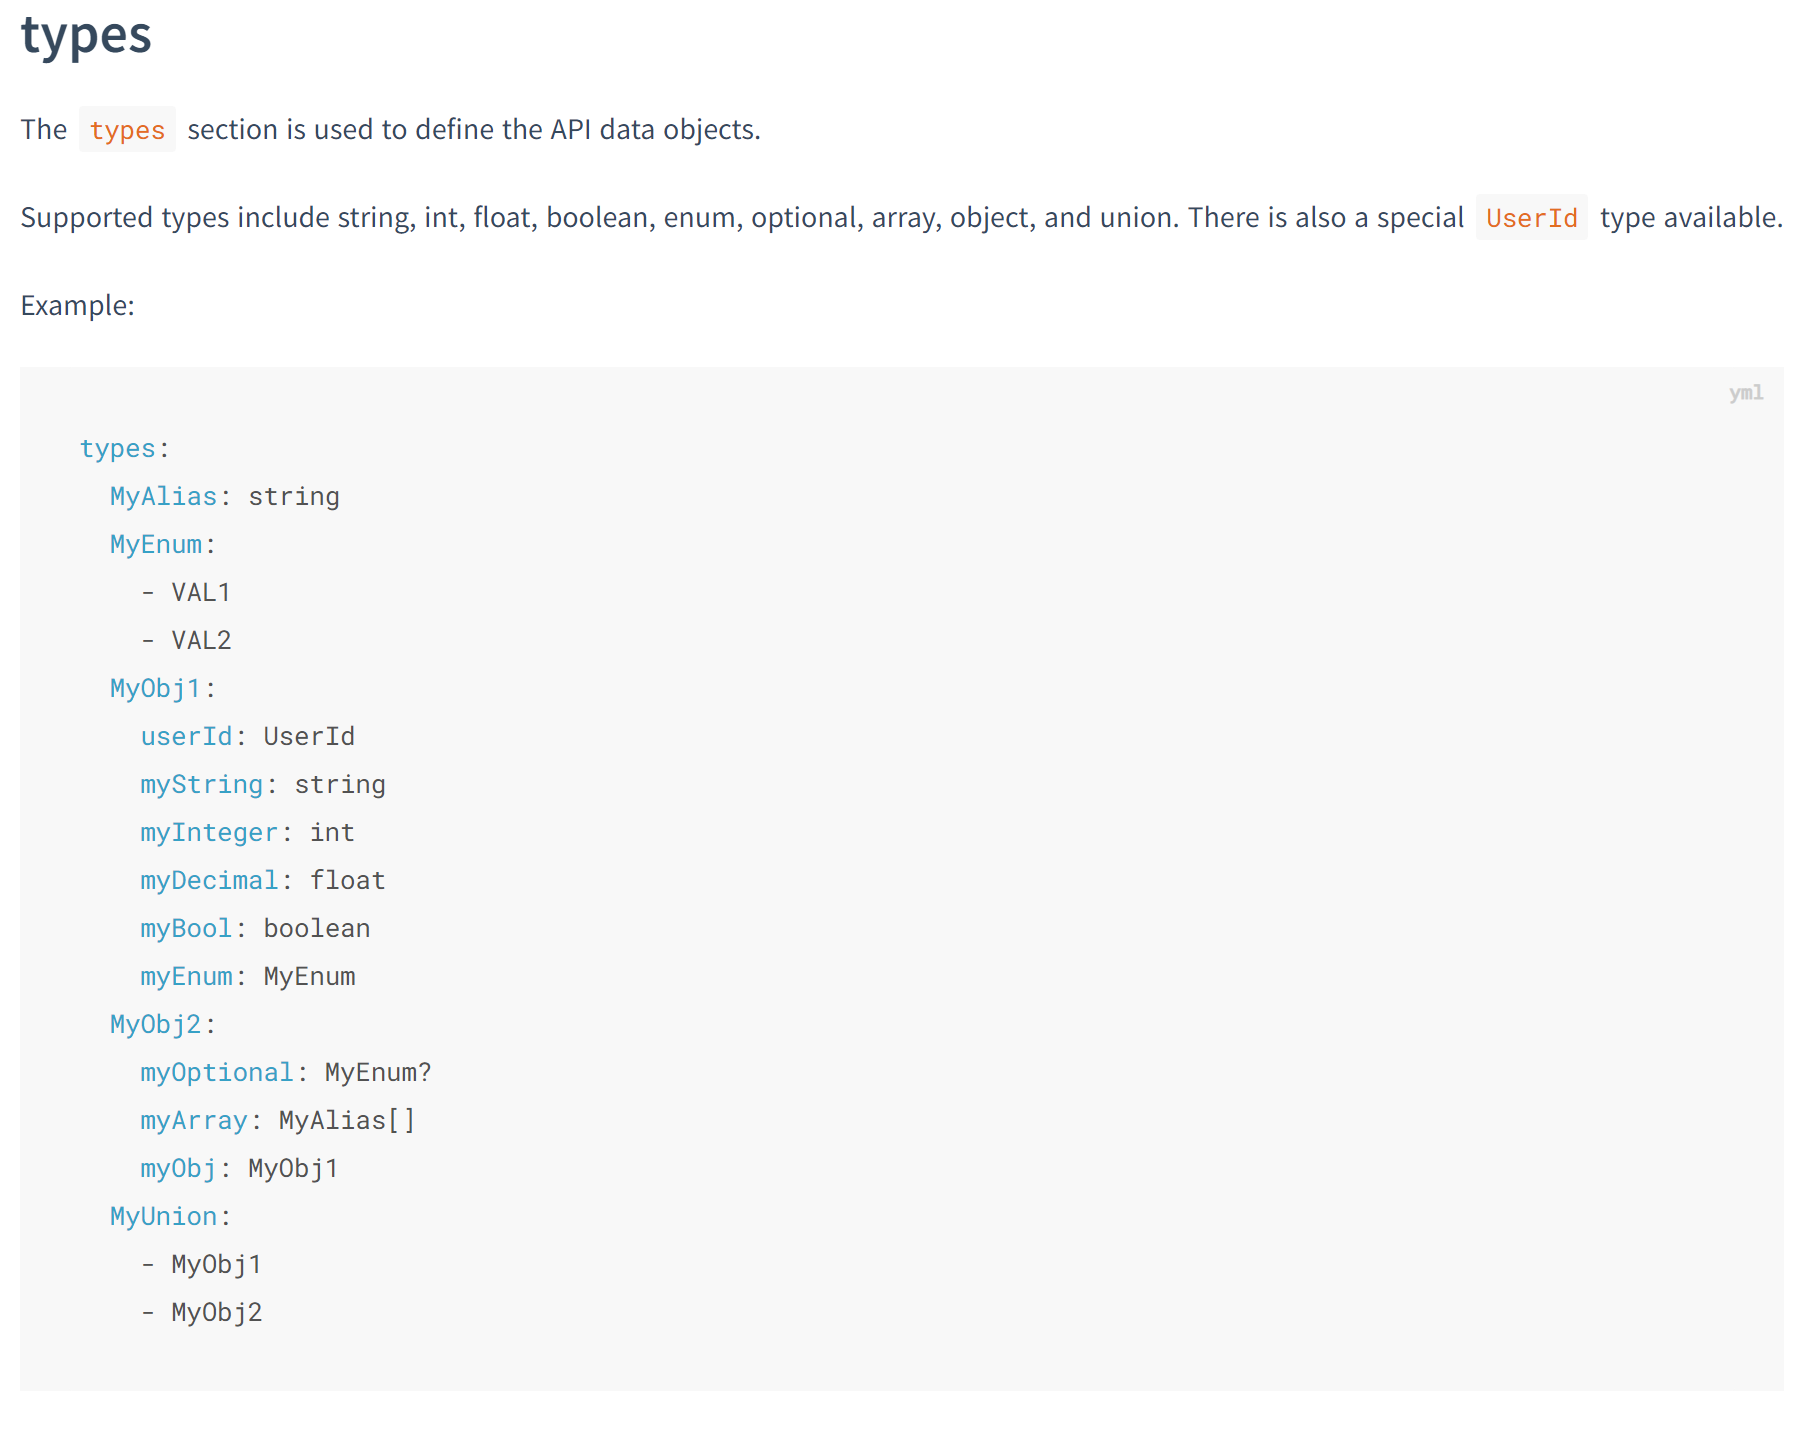 types
The types section is used to define the API data objects.
Supported types include string, int, float, boolean, enum, optional, array, object, and union. There is also a special UserId type available.
Example:
yml
types:
  MyAlias: string
  MyEnum:
    - VAL1
    - VAL2
  MyObj1:
    userId: UserId
    myString: string
    myInteger: int
    myDecimal: float
    myBool: boolean
    myEnum: MyEnum
  MyObj2:
    myOptional: MyEnum?
    myArray: MyAlias[]
    myObj: MyObj1
  MyUnion:
    - MyObj1
    - MyObj2